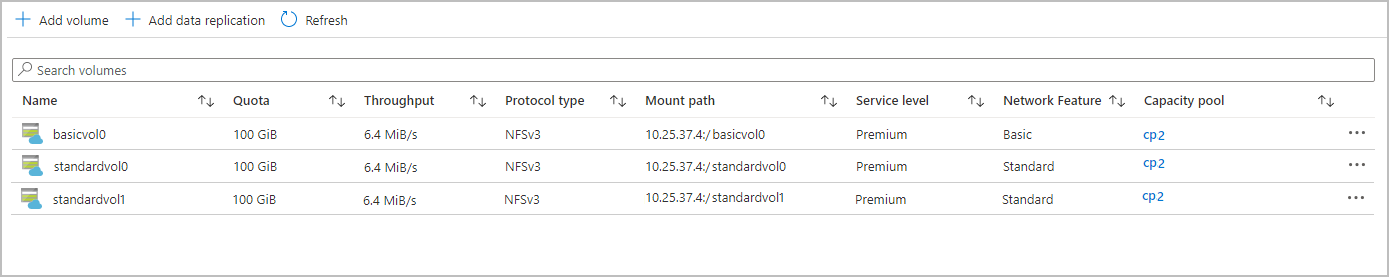 Add volume Add data replication Refresh
Search volumes
Name Quota Throughput Protocol type Mount path Service level Network Feature Capacity pool
basicvol0 100 GiB 6.4 MiB/s NFSv3 10.25.37.4:/basicvol0 Premium Basic cp2
standardvol0 100 GiB 6.4 MiB/s NFSv3 10.25.37.4:/standardvol0 Premium Standard cp2
standardvol1 100 GiB 6.4 MiB/s NFSv3 10.25.37.4:/standardvol1 Premium Standard cp2